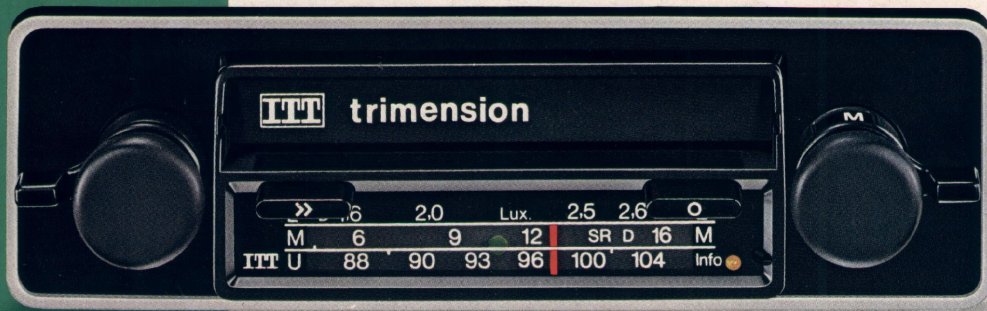 ITT trimension
M
» 1,6 2,0 Lux. 2,5 2,6 O
M 6 9 12 SR D 16 M
ITT U 88 90 93 96 100 104 Info